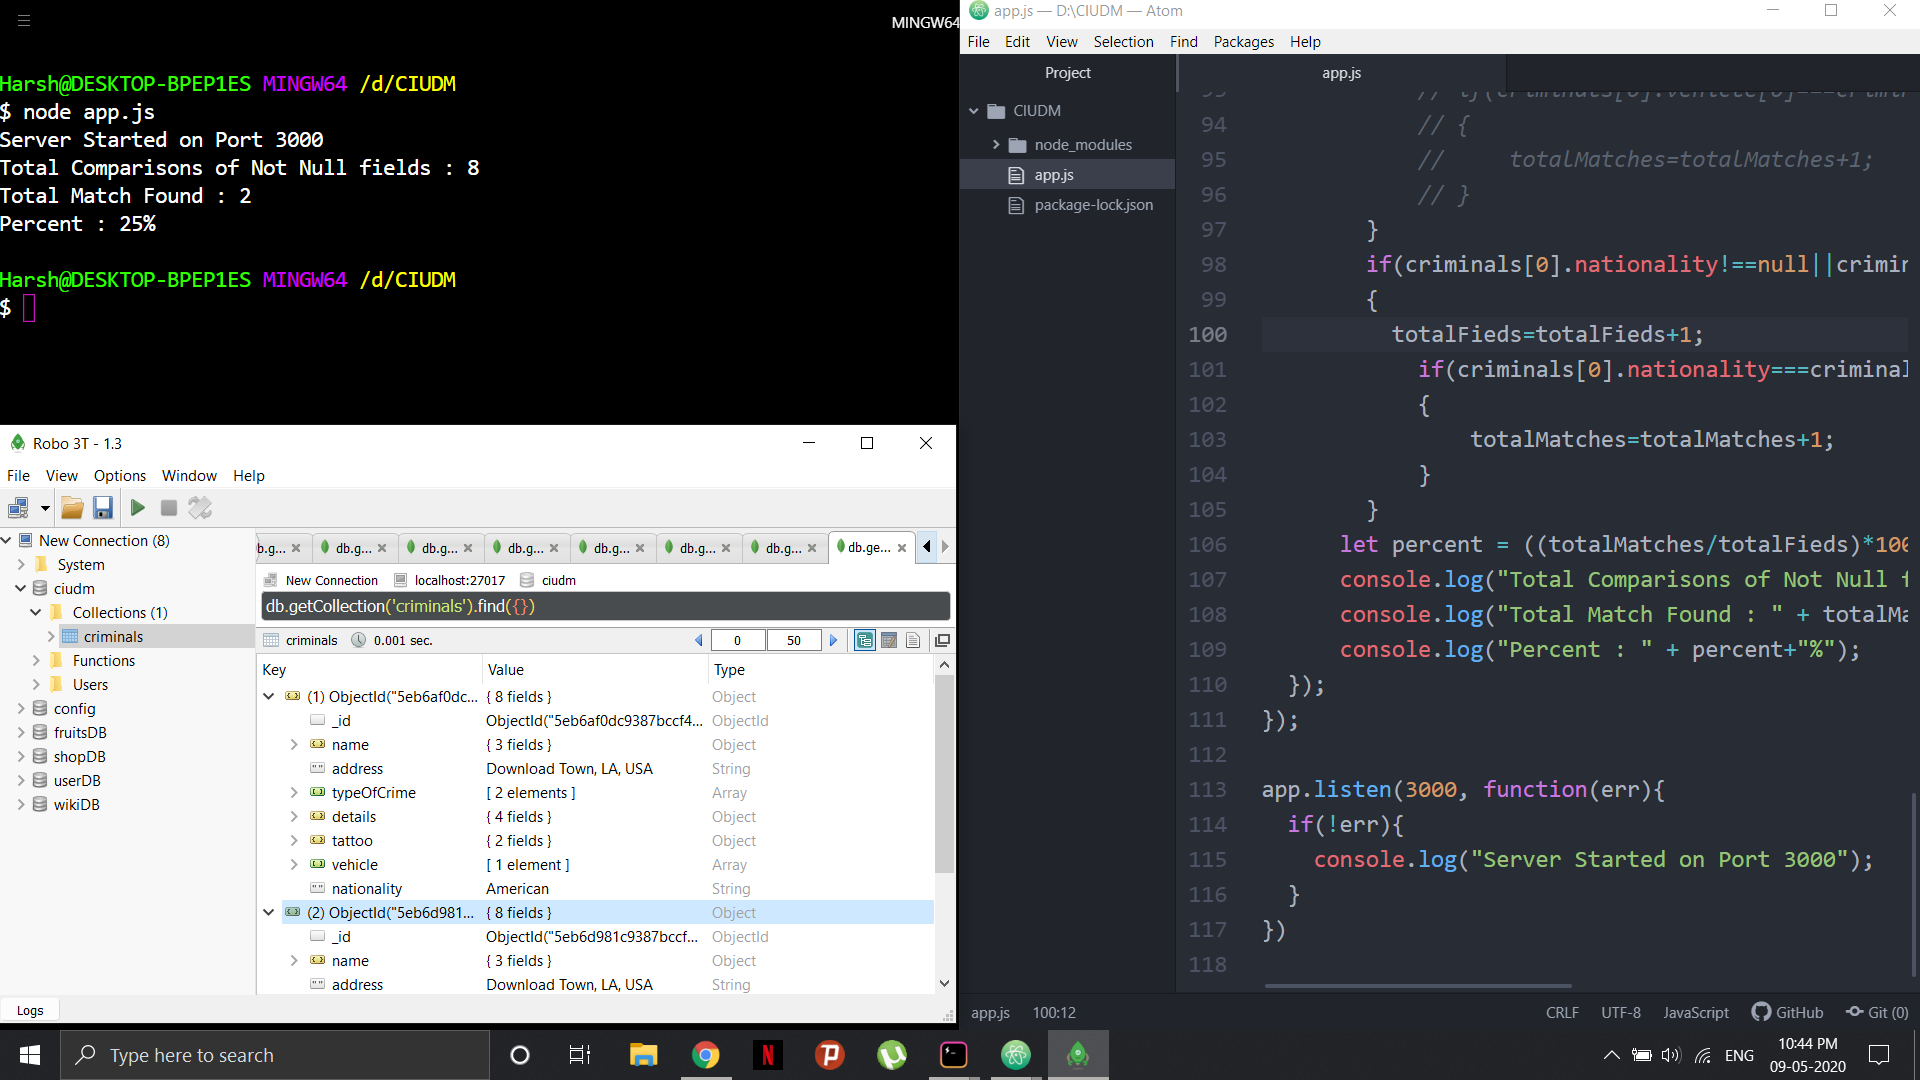 MINGW64
Harsh@DESKTOP-BPEP1ES MINGW64 /d/CIUDM
$ node app.js
Server Started on Port 3000
Total Comparisons of Not Null fields : 8
Total Match Found : 2
Percent : 25%
Harsh@DESKTOP-BPEP1ES MINGW64 /d/CIUDM
$
Robo 3T - 1.3
File View Options Window Help
New Connection (8)
System
ciudm
Collections (1)
criminals
Functions
Users
config
fruitsDB
shopDB
userDB
wikiDB
Logs
b.g... db.g... db.g... db.g... db.g... db.g... db.g... db.ge...
New Connection localhost:27017 ciudm
db.getCollection('criminals').find({})
criminals 0.001 sec. 0 50
Key Value Type
(1) ObjectId("5eb6af0dc... { 8 fields } Object
_id ObjectId("5eb6af0dc9387bccf4... ObjectId
name { 3 fields } Object
address Download Town, LA, USA String
typeOfCrime [ 2 elements ] Array
details { 4 fields } Object
tattoo { 2 fields } Object
vehicle [ 1 element ] Array
nationality American String
(2) ObjectId("5eb6d981... { 8 fields } Object
_id ObjectId("5eb6d981c9387bccf... ObjectId
name { 3 fields } Object
address Download Town, LA, USA String
app.js — D:\CIUDM — Atom
File Edit View Selection Find Packages Help
Project
CIUDM
node_modules
app.js
package-lock.json
app.js
94 // {
95 // totalMatches=totalMatches+1;
96 // }
97 }
98 if(criminals[0].nationality!==null||crimin
99 {
100 totalFieds=totalFieds+1;
101 if(criminals[0].nationality===criminal
102 {
103 totalMatches=totalMatches+1;
104 }
105 }
106 let percent = ((totalMatches/totalFieds)*100
107 console.log("Total Comparisons of Not Null f
108 console.log("Total Match Found : " + totalMa
109 console.log("Percent : " + percent+"%");
110 });
111 });
112
113 app.listen(3000, function(err){
114 if(!err){
115 console.log("Server Started on Port 3000");
116 }
117 })
118
app.js 100:12 CRLF UTF-8 JavaScript GitHub Git (0)
Type here to search
ENG
10:44 PM
09-05-2020